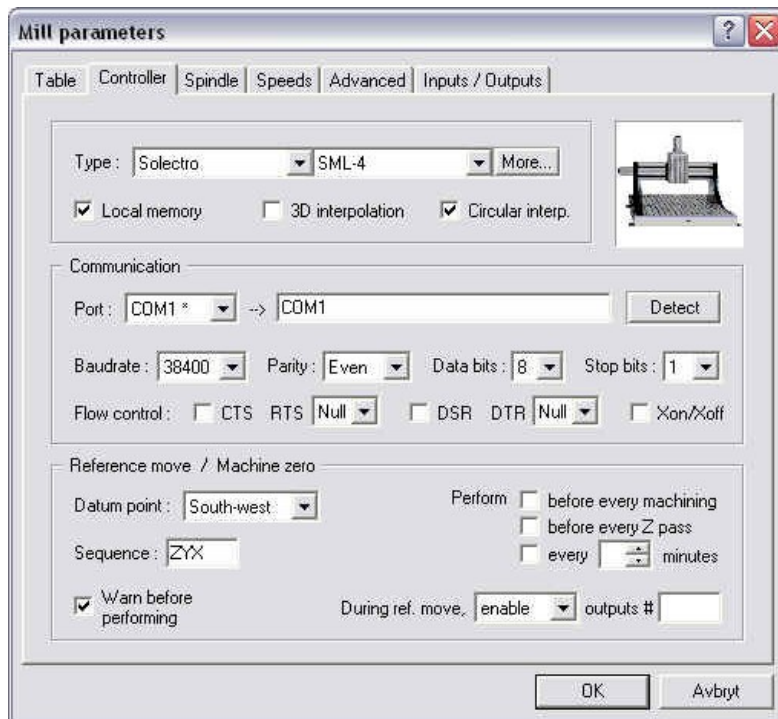 Mill parameters
Table Controller Spindle Speeds Advanced Inputs / Outputs
Type : Solectro SML-4 More...
Local memory 3D interpolation Circular interp.
Communication
Port : COM1 * --> COM1 Detect
Baudrate : 38400 Parity : Even Data bits : 8 Stop bits : 1
Flow control : CTS RTS Null DSR DTR Null Xon/Xoff
Reference move / Machine zero
Datum point : South-west Perform before every machining
before every Z pass
Sequence : ZYX every minutes
Warn before
performing During ref. move, enable outputs #
OK Avbryt